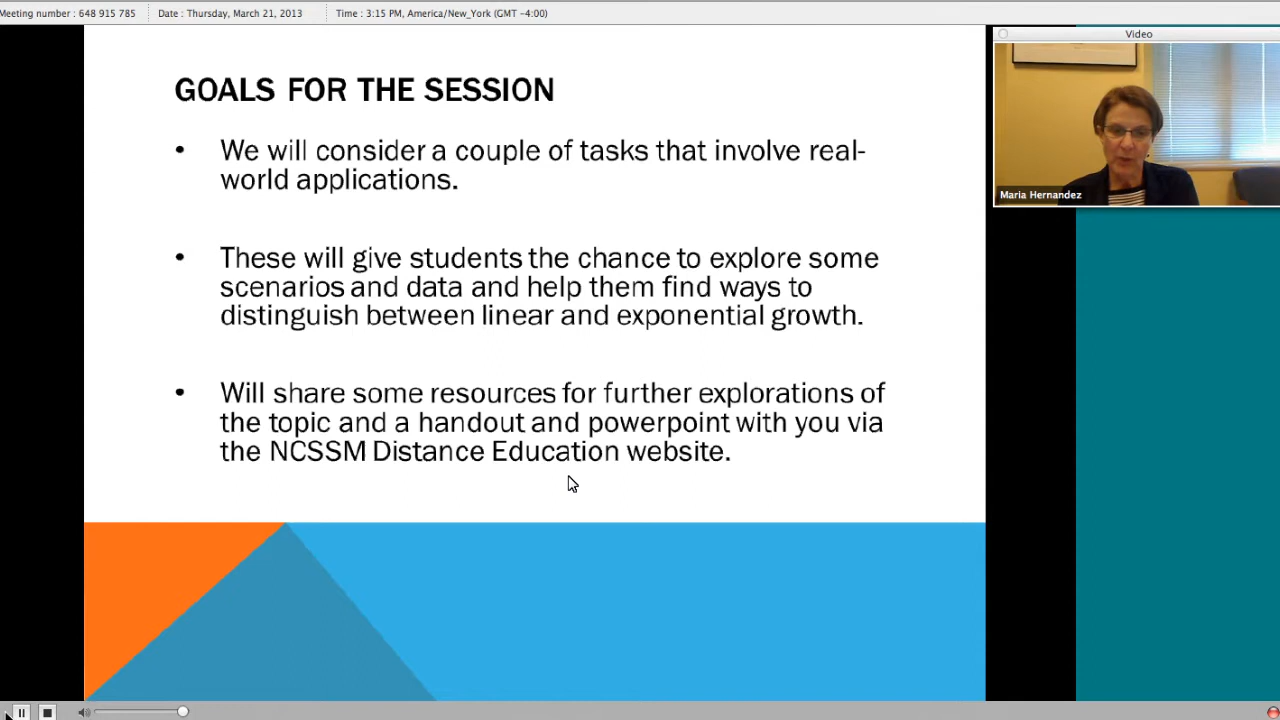 Meeting number : 648 915 785 Date : Thursday, March 21, 2013 Time : 3:15 PM, America/New_York (GMT -4:00)
Video
Maria Hernandez
GOALS FOR THE SESSION
• We will consider a couple of tasks that involve real-
world applications.
• These will give students the chance to explore some
scenarios and data and help them find ways to
distinguish between linear and exponential growth.
• Will share some resources for further explorations of
the topic and a handout and powerpoint with you via
the NCSSM Distance Education website.